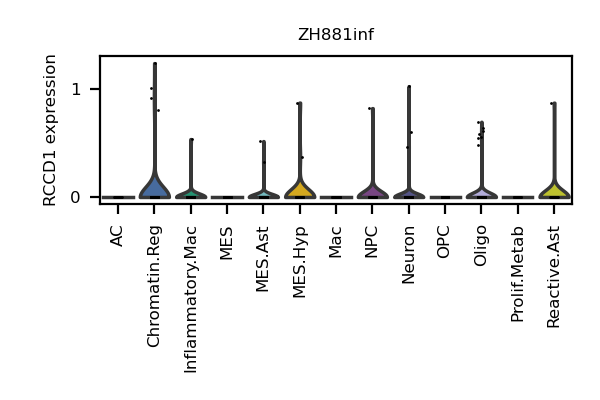 ZH881inf
RCCD1 expression
1
0
AC
Chromatin.Reg
Inflammatory.Mac
MES
MES.Ast
MES.Hyp
Mac
NPC
Neuron
OPC
Oligo
Prolif.Metab
Reactive.Ast